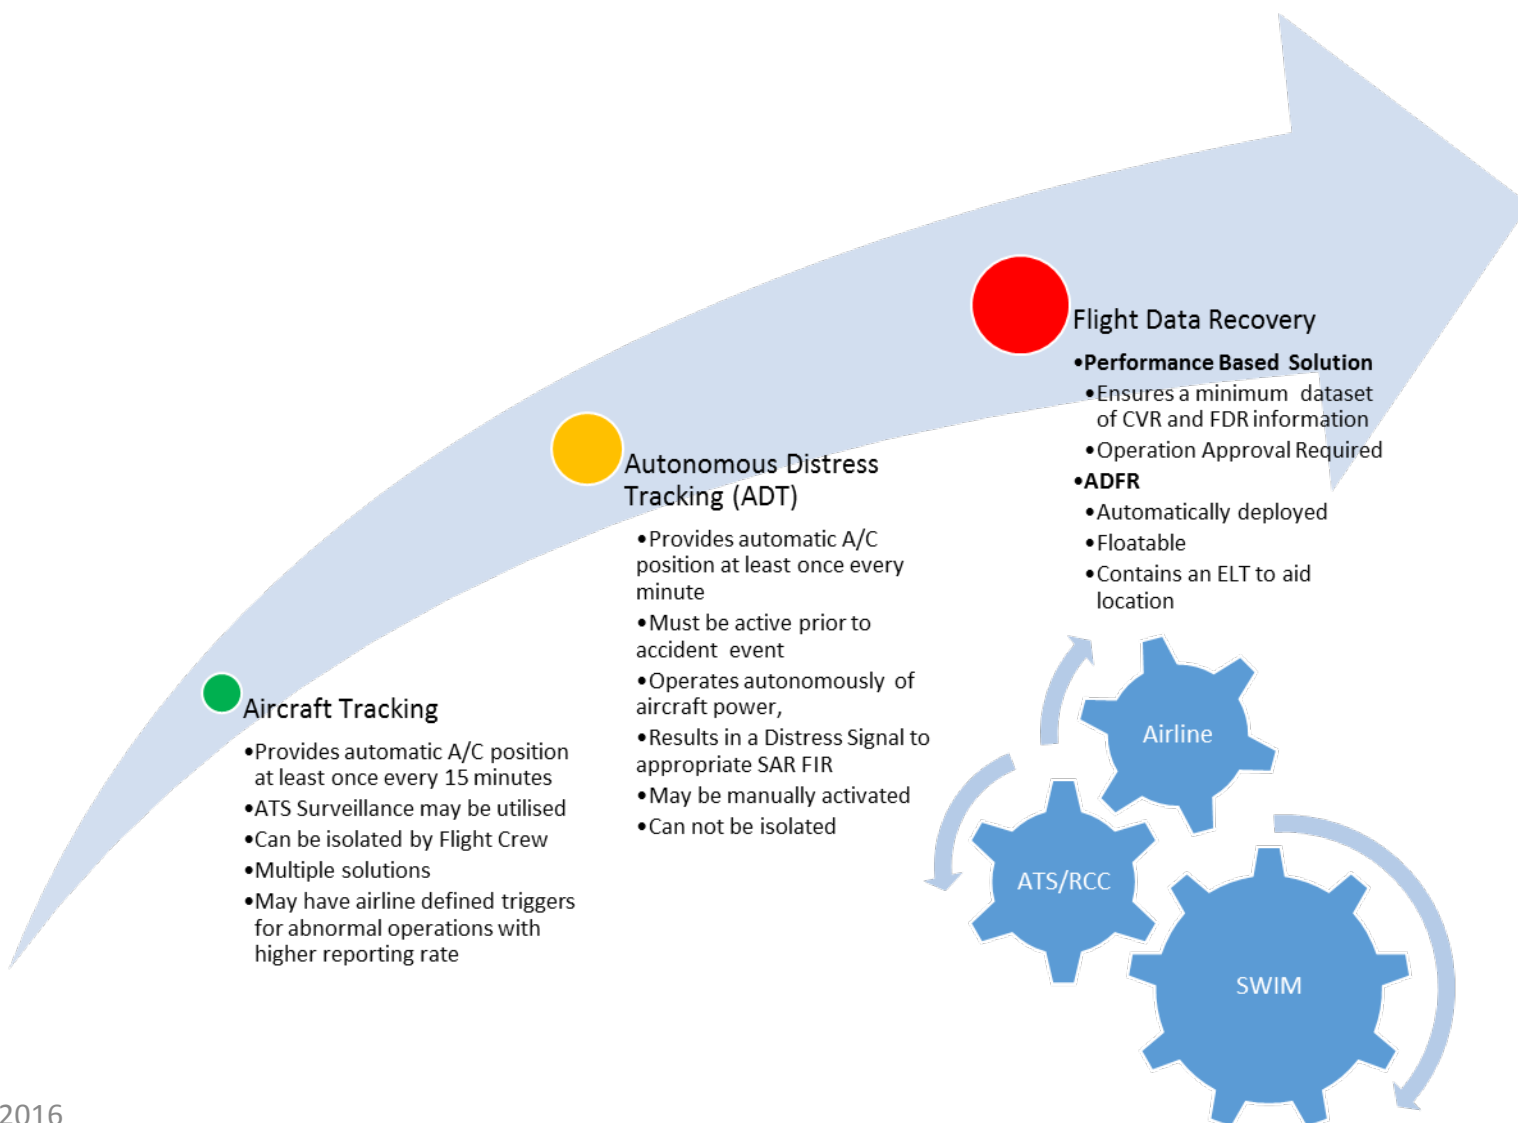 Flight Data Recovery
•Performance Based Solution
•Ensures a minimum dataset
of CVR and FDR information
•Operation Approval Required
•ADFR
•Automatically deployed
•Floatable
•Contains an ELT to aid
location
Autonomous Distress
Tracking (ADT)
•Provides automatic A/C
position at least once every
minute
•Must be active prior to
accident event
•Operates autonomously of
aircraft power,
•Results in a Distress Signal to
appropriate SAR FIR
•May be manually activated
•Can not be isolated
Aircraft Tracking
•Provides automatic A/C position
at least once every 15 minutes
•ATS Surveillance may be utilised
•Can be isolated by Flight Crew
•Multiple solutions
•May have airline defined triggers
for abnormal operations with
higher reporting rate
Airline
ATS/RCC
SWIM
2016